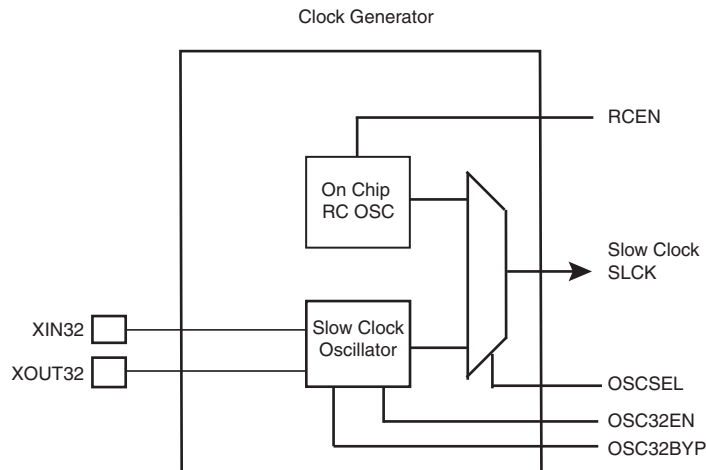 Clock Generator
RCEN
On Chip
RC OSC
Slow Clock
SLCK
XIN32
XOUT32
Slow Clock
Oscillator
OSCSEL
OSC32EN
OSC32BYP